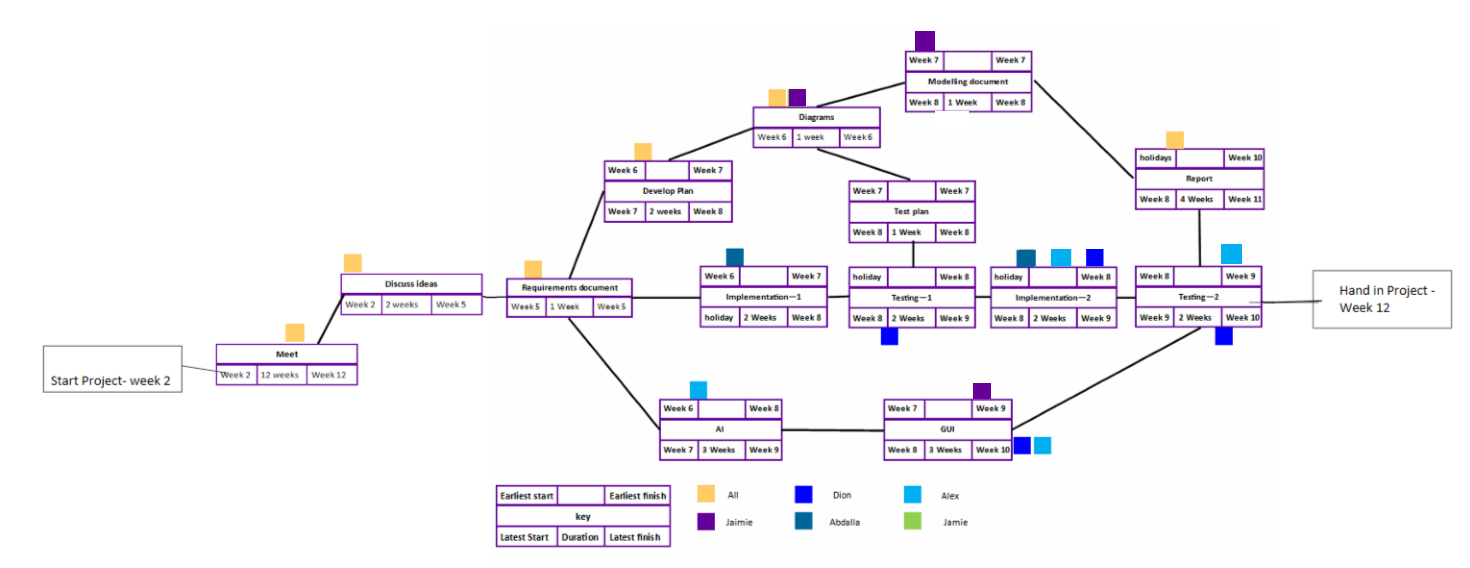 Week 7 Week 7
Modelling document
Week 8 1 Week Week 8
Diagrams
Week 6 1 week Week 6
holidays Week 10
Report
Week 8 4 Weeks Week 11
Week 6 Week 7
Develop Plan
Week 7 2 weeks Week 8
Week 7 Week 7
Test plan
Week 8 1 Week Week 8
Discuss ideas
Week 2 2 weeks Week 5
Requirements document
Week 5 1 Week Week 5
Week 6 Week 7
Implementation—1
holiday 2 Weeks Week 8
holiday Week 8
Testing—1
Week 8 2 Weeks Week 9
holiday Week 8
Implementation—2
Week 8 2 Weeks Week 9
Week 8 Week 9
Testing—2
Week 9 2 Weeks Week 10
Hand in Project -
Week 12
Meet
Week 2 12 weeks Week 12
Start Project- week 2
Week 6 Week 8
AI
Week 7 3 Weeks Week 9
Week 7 Week 9
GUI
Week 8 3 Weeks Week 10
Earliest start Earliest finish
key
Latest Start Duration Latest finish
All Dion Alex
Jaimie Abdalla Jamie